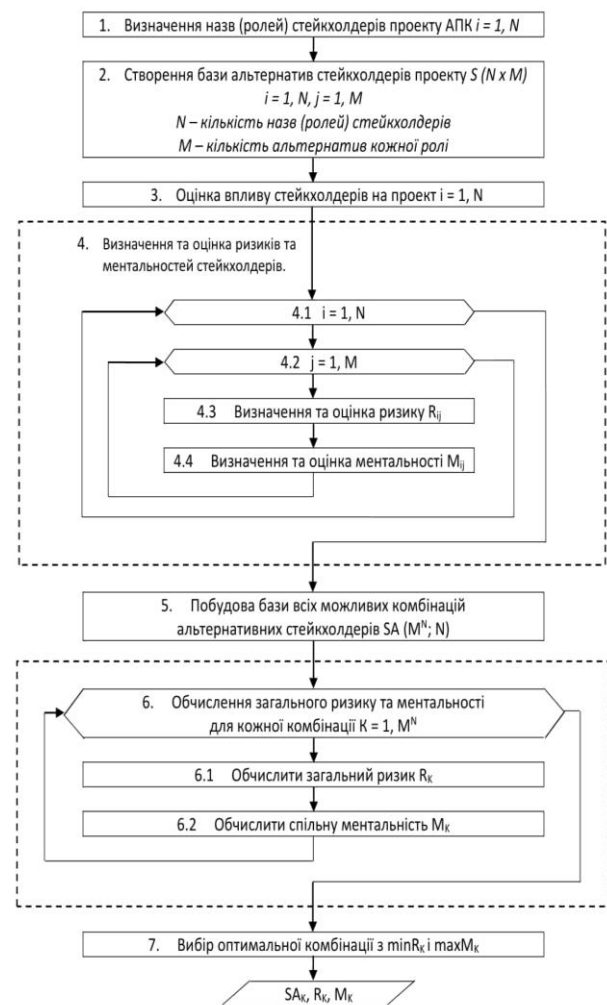 1. Визначення назв (ролей) стейкхолдерів проекту АПК i = 1, N
2. Створення бази альтернатив стейкхолдерів проекту S (N x M)
i = 1, N, j = 1, M
N – кількість назв (ролей) стейкхолдерів
M – кількість альтернатив кожної ролі
3. Оцінка впливу стейкхолдерів на проект i = 1, N
4. Визначення та оцінка ризиків та
ментальностей стейкхолдерів.
4.1 i = 1, N
4.2 j = 1, M
4.3 Визначення та оцінка ризику Rij
4.4 Визначення та оцінка ментальності Mij
5. Побудова бази всіх можливих комбінацій
альтернативних стейкхолдерів SA (M^N; N)
6. Обчислення загального ризику та ментальності
для кожної комбінації K = 1, M^N
6.1 Обчислити загальний ризик RK
6.2 Обчислити спільну ментальність MK
7. Вибір оптимальної комбінації з minRK і maxMK
SAK, RK, MK